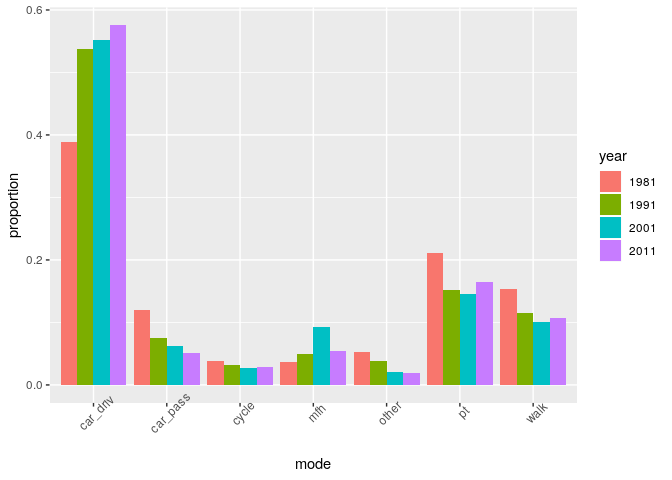 0.6
0.4
0.2
0.0
proportion
car_driv
car_pass
cycle
mfh
other
pt
walk
mode
year
1981
1991
2001
2011